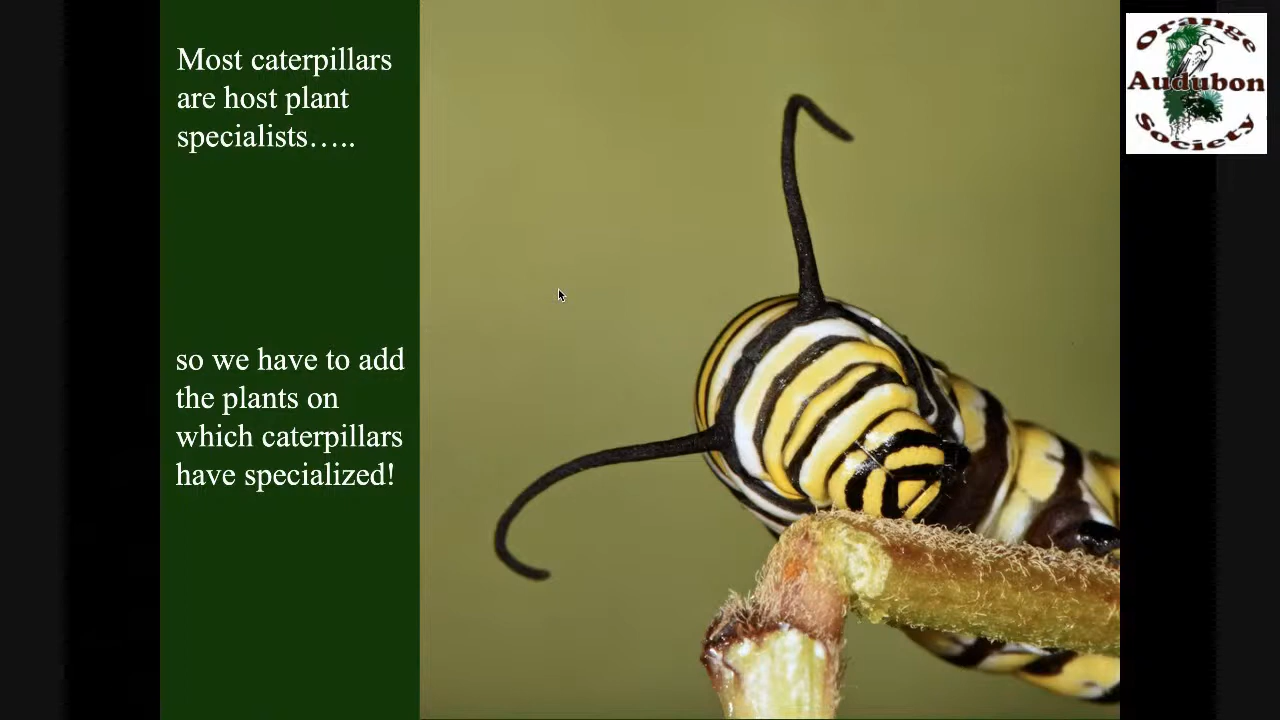 Most caterpillars
are host plant
specialists…..
so we have to add
the plants on
which caterpillars
have specialized!
Orange
Audubon
Society